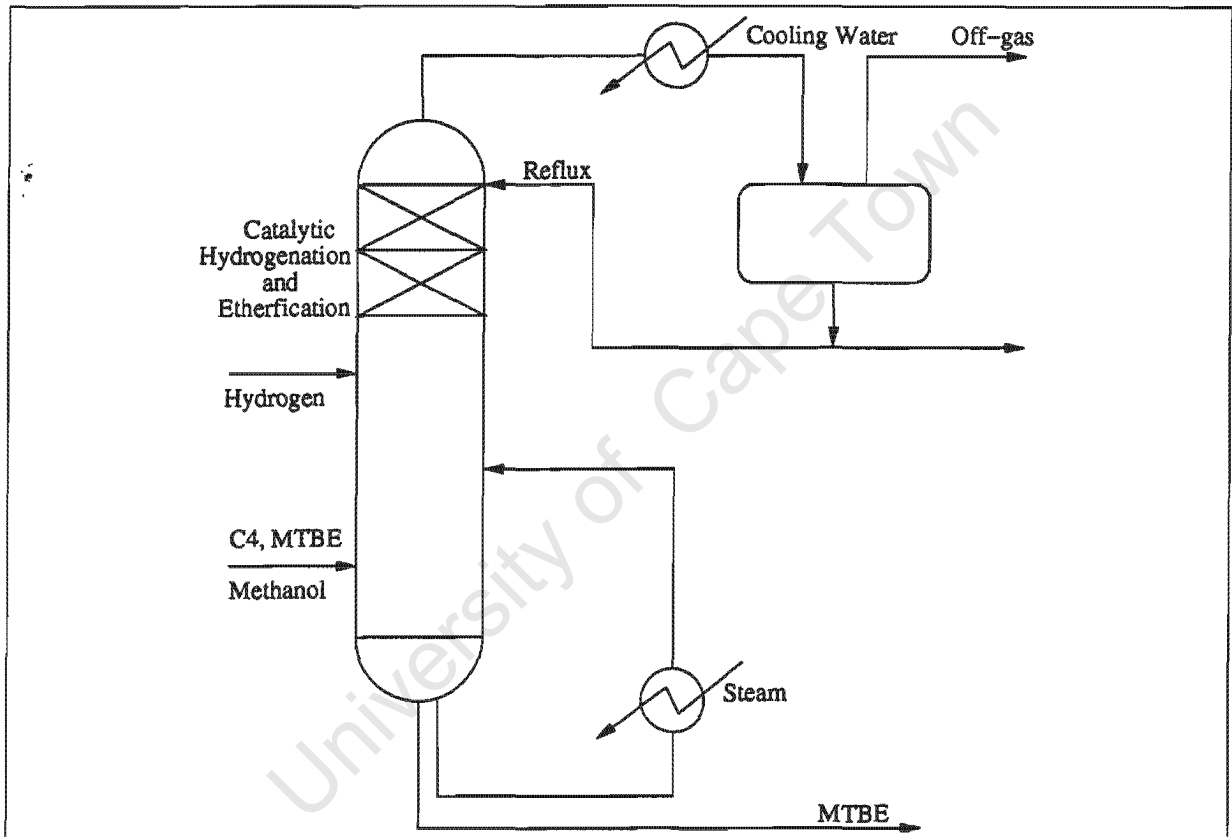 Cooling Water
Off-gas
Reflux
Catalytic
Hydrogenation
and
Etherfication
Hydrogen
C4, MTBE
Methanol
Steam
MTBE
University of Cape Town